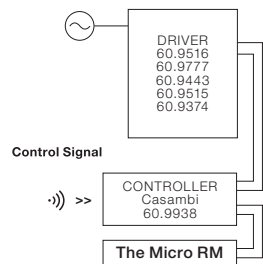 DRIVER
60.9516
60.9777
60.9443
60.9515
60.9374
Control Signal
>>
CONTROLLER
Casambi
60.9938
The Micro RM